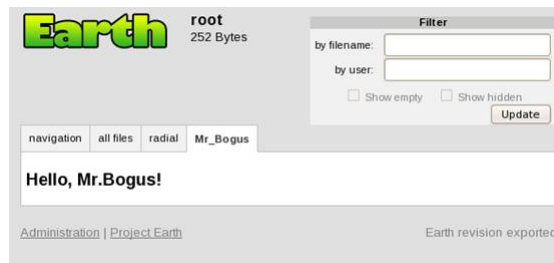 Earth
root
252 Bytes
Filter
by filename:
by user:
Show empty Show hidden
Update
navigation all files radial Mr_Bogus
Hello, Mr.Bogus!
Administration | Project Earth
Earth revision exported